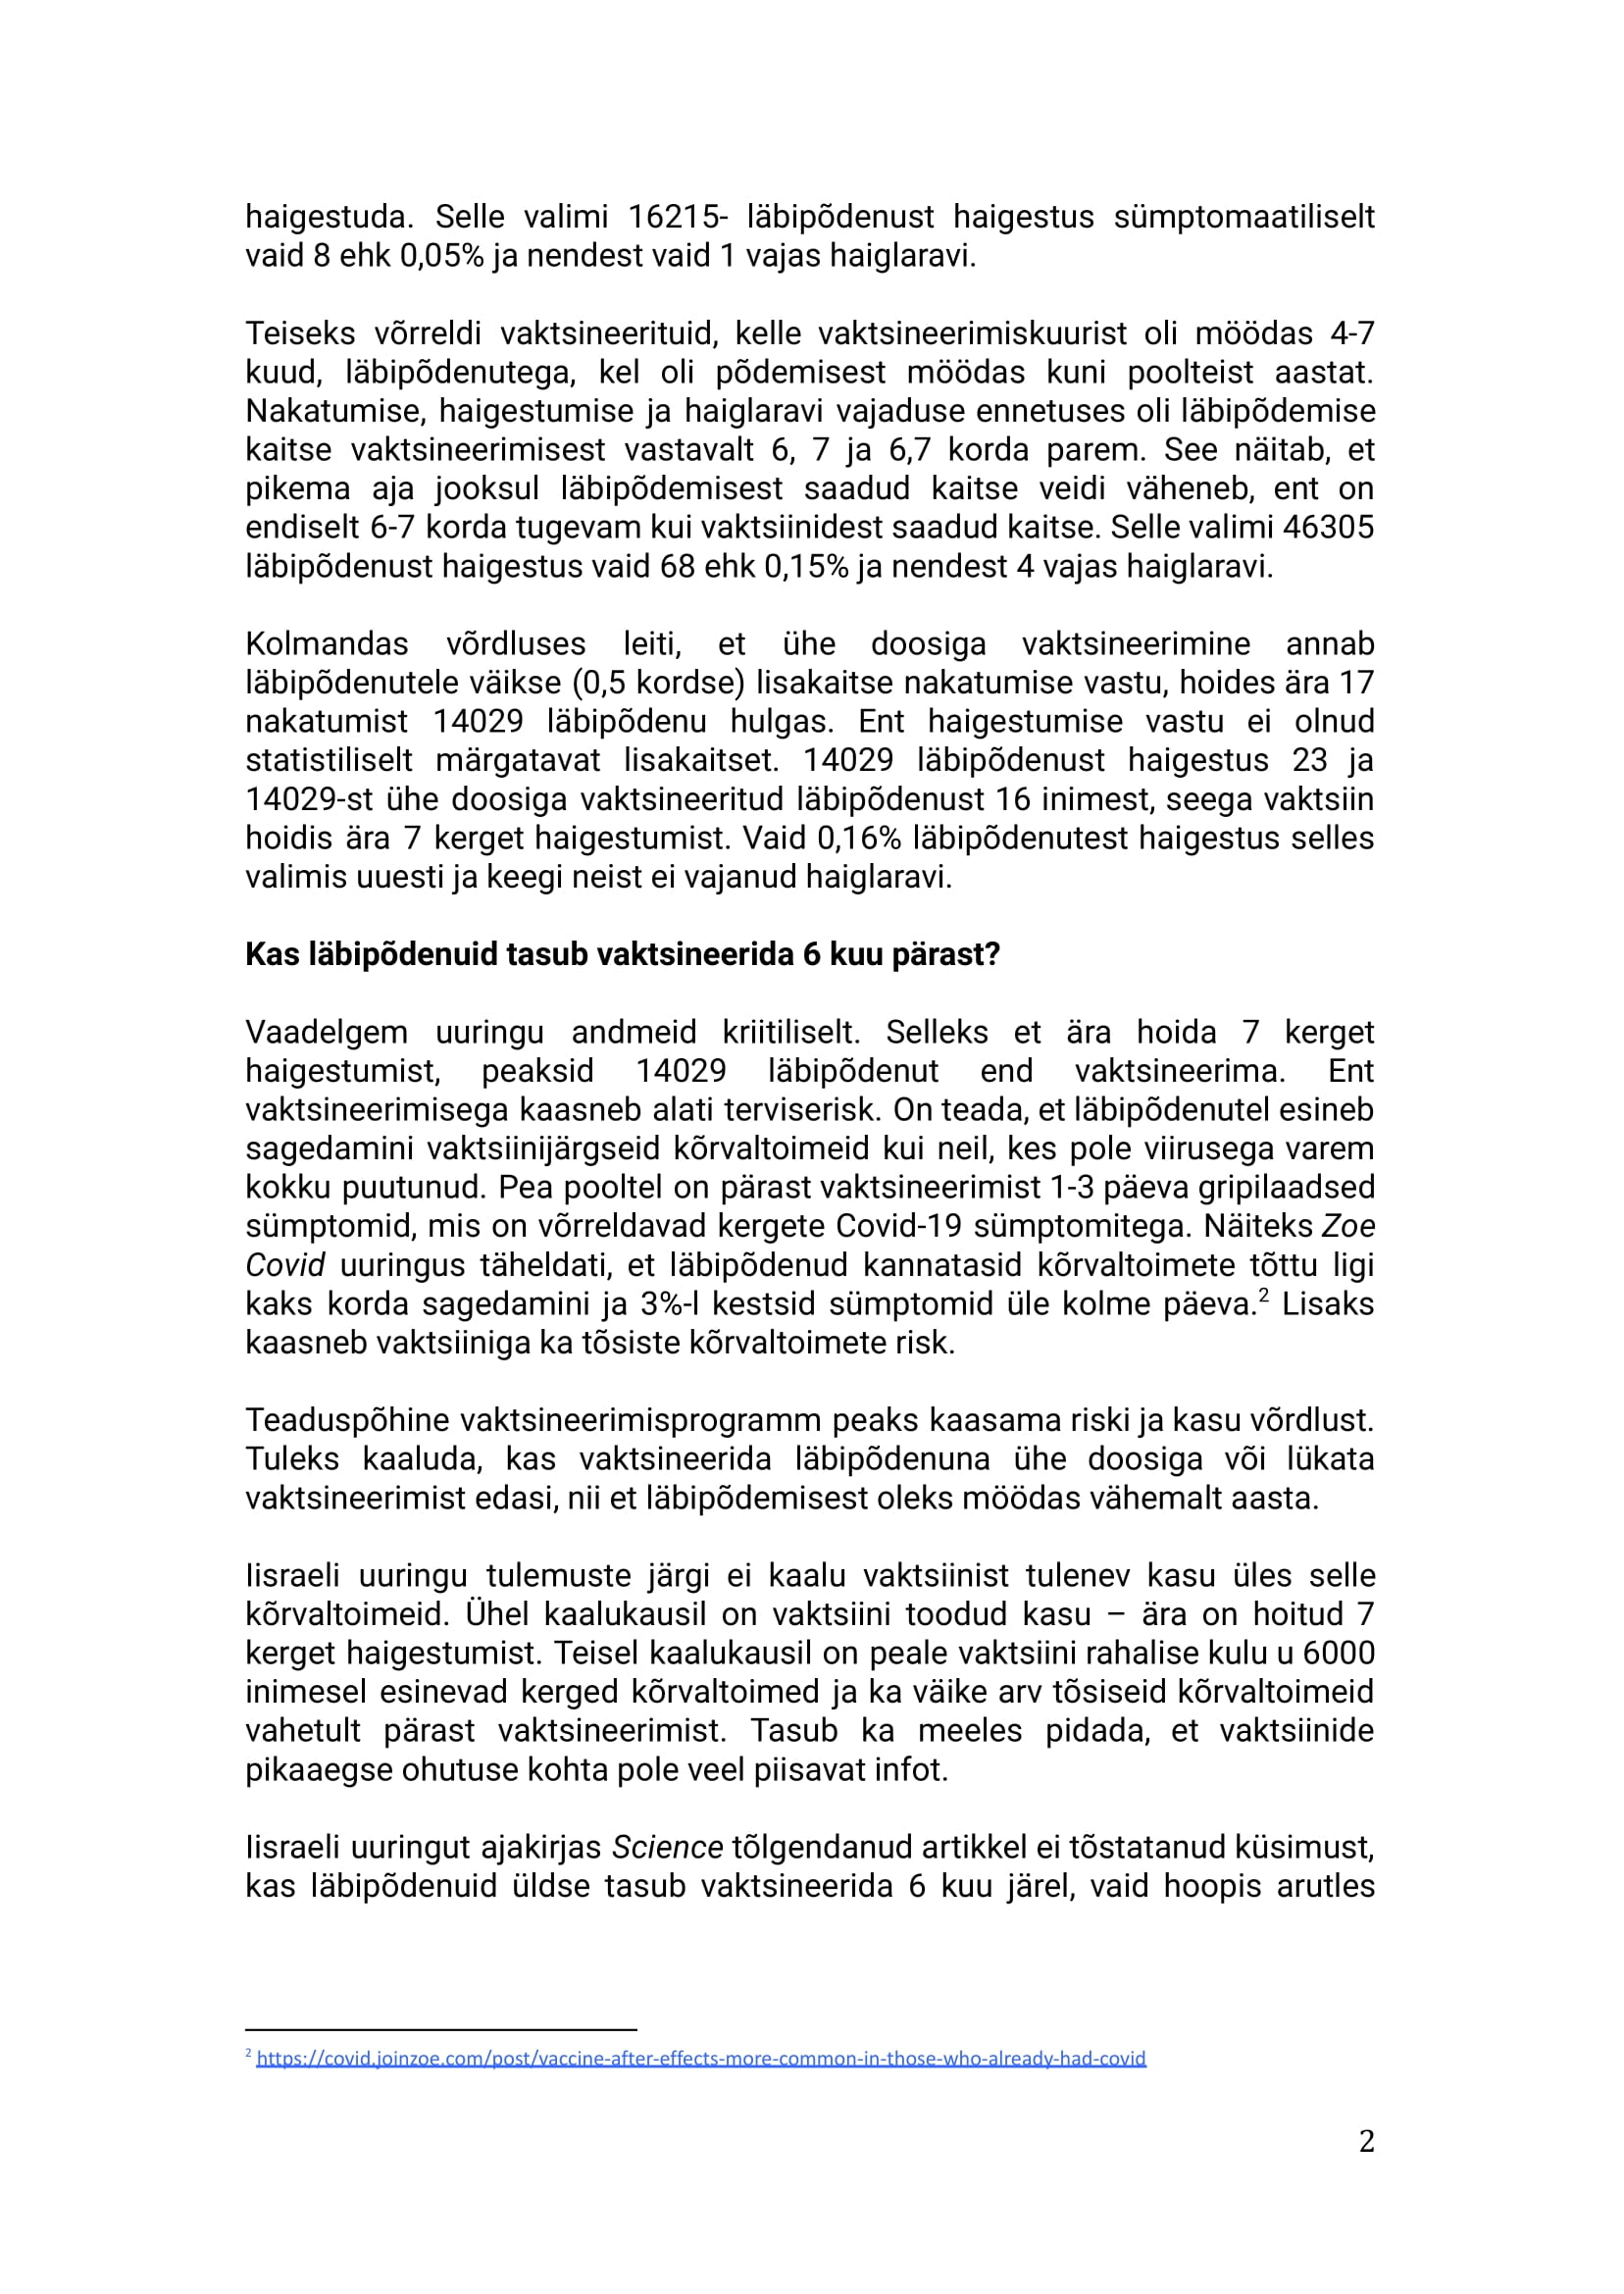 haigestuda. Selle valimi 16215- läbipõdenust haigestus sümptomaatiliselt
vaid 8 ehk 0,05% ja nendest vaid 1 vajas haiglaravi.
Teiseks võrreldi vaktsineerituid, kelle vaktsineerimiskuurist oli möödas 4-7
kuud, läbipõdenutega, kel oli põdemisest möödas kuni poolteist aastat.
Nakatumise, haigestumise ja haiglaravi vajaduse ennetuses oli läbipõdemise
kaitse vaktsineerimisest vastavalt 6, 7 ja 6,7 korda parem. See näitab, et
pikema aja jooksul läbipõdemisest saadud kaitse veidi väheneb, ent on
endiselt 6-7 korda tugevam kui vaktsiinidest saadud kaitse. Selle valimi 46305
läbipõdenust haigestus vaid 68 ehk 0,15% ja nendest 4 vajas haiglaravi.
Kolmandas võrdluses leiti, et ühe doosiga vaktsineerimine annab
läbipõdenutele väikse (0,5 kordse) lisakaitse nakatumise vastu, hoides ära 17
nakatumist 14029 läbipõdenu hulgas. Ent haigestumise vastu ei olnud
statistiliselt märgatavat lisakaitset. 14029 läbipõdenust haigestus 23 ja
14029-st ühe doosiga vaktsineeritud läbipõdenust 16 inimest, seega vaktsiin
hoidis ära 7 kerget haigestumist. Vaid 0,16% läbipõdenutest haigestus selles
valimis uuesti ja keegi neist ei vajanud haiglaravi.
Kas läbipõdenuid tasub vaktsineerida 6 kuu pärast?
Vaadelgem uuringu andmeid kriitiliselt. Selleks et ära hoida 7 kerget
haigestumist, peaksid 14029 läbipõdenut end vaktsineerima. Ent
vaktsineerimisega kaasneb alati terviserisk. On teada, et läbipõdenutel esineb
sagedamini vaktsiinijärgseid kõrvaltoimeid kui neil, kes pole viirusega varem
kokku puutunud. Pea pooltel on pärast vaktsineerimist 1-3 päeva gripilaadsed
sümptomid, mis on võrreldavad kergete Covid-19 sümptomitega. Näiteks Zoe
Covid uuringus täheldati, et läbipõdenud kannatasid kõrvaltoimete tõttu ligi
kaks korda sagedamini ja 3%-l kestsid sümptomid üle kolme päeva.² Lisaks
kaasneb vaktsiiniga ka tõsiste kõrvaltoimete risk.
Teaduspõhine vaktsineerimisprogramm peaks kaasama riski ja kasu võrdlust.
Tuleks kaaluda, kas vaktsineerida läbipõdenuna ühe doosiga või lükata
vaktsineerimist edasi, nii et läbipõdemisest oleks möödas vähemalt aasta.
Iisraeli uuringu tulemuste järgi ei kaalu vaktsiinist tulenev kasu üles selle
kõrvaltoimeid. Ühel kaalukausil on vaktsiini toodud kasu – ära on hoitud 7
kerget haigestumist. Teisel kaalukausil on peale vaktsiini rahalise kulu u 6000
inimesel esinevad kerged kõrvaltoimed ja ka väike arv tõsiseid kõrvaltoimeid
vahetult pärast vaktsineerimist. Tasub ka meeles pidada, et vaktsiinide
pikaaegse ohutuse kohta pole veel piisavat infot.
Iisraeli uuringut ajakirjas Science tõlgendanud artikkel ei tõstatanud küsimust,
kas läbipõdenuid üldse tasub vaktsineerida 6 kuu järel, vaid hoopis arutles
² https://covid.joinzoe.com/post/vaccine-after-effects-more-common-in-those-who-already-had-covid
2